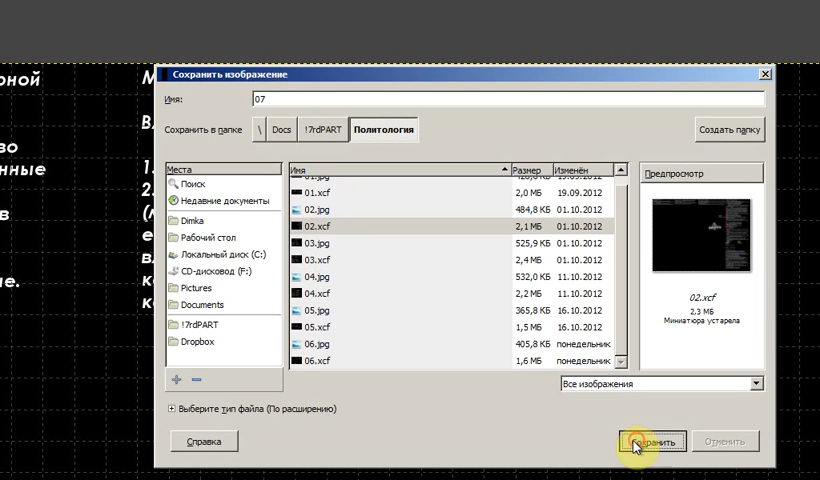 Сохранить изображение
Имя:
07
Сохранить в папке
\
Docs
!7rdPART
Политология
Создать папку
Места
Поиск
Недавние документы
Dimka
Рабочий стол
Локальный диск (C:)
CD-дисковод (F:)
Pictures
Documents
!7rdPART
Dropbox
Имя Размер Изменён
01.xcf 2,0 МБ 19.09.2012
02.jpg 484,8 КБ 01.10.2012
02.xcf 2,1 МБ 01.10.2012
03.jpg 525,9 КБ 01.10.2012
03.xcf 2,4 МБ 01.10.2012
04.jpg 532,0 КБ 11.10.2012
04.xcf 2,2 МБ 11.10.2012
05.jpg 365,8 КБ 16.10.2012
05.xcf 1,5 МБ 16.10.2012
06.jpg 405,8 КБ понедельник
06.xcf 1,6 МБ понедельник
Предпросмотр
02.xcf
2,3 МБ
Миниатюра устарела
Все изображения
Выберите тип файла (По расширению)
Справка
Сохранить
Отменить